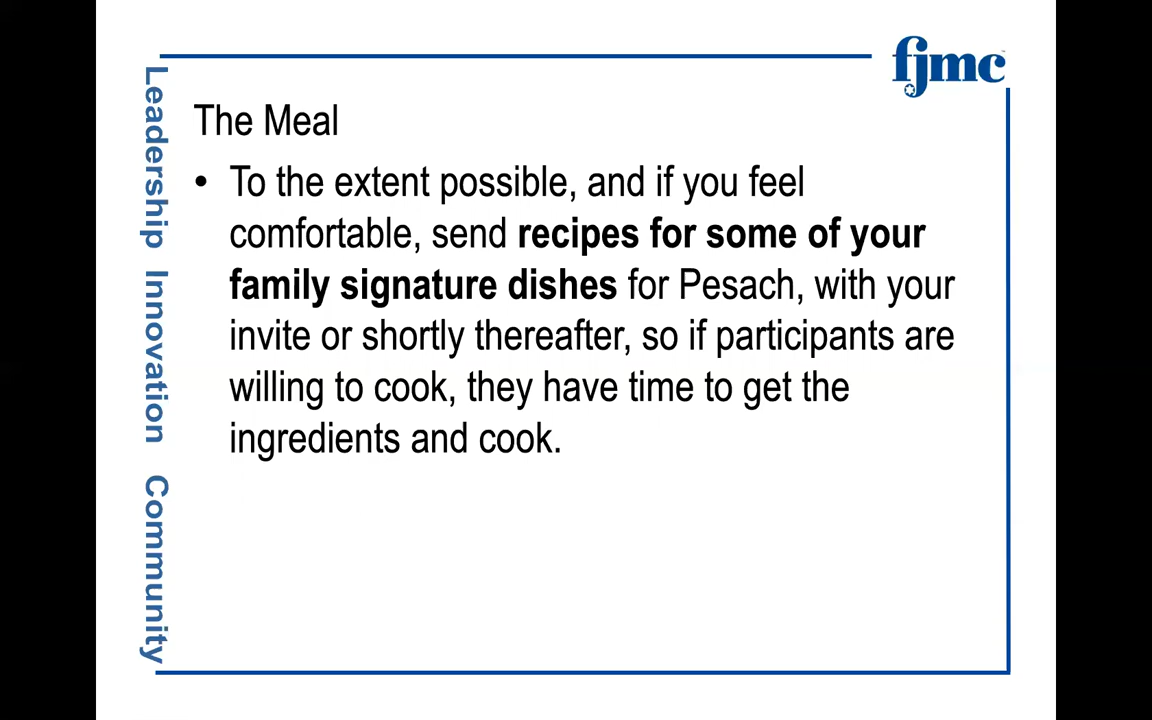 fjmc
Leadership Innovation Community
The Meal
• To the extent possible, and if you feel
comfortable, send recipes for some of your
family signature dishes for Pesach, with your
invite or shortly thereafter, so if participants are
willing to cook, they have time to get the
ingredients and cook.